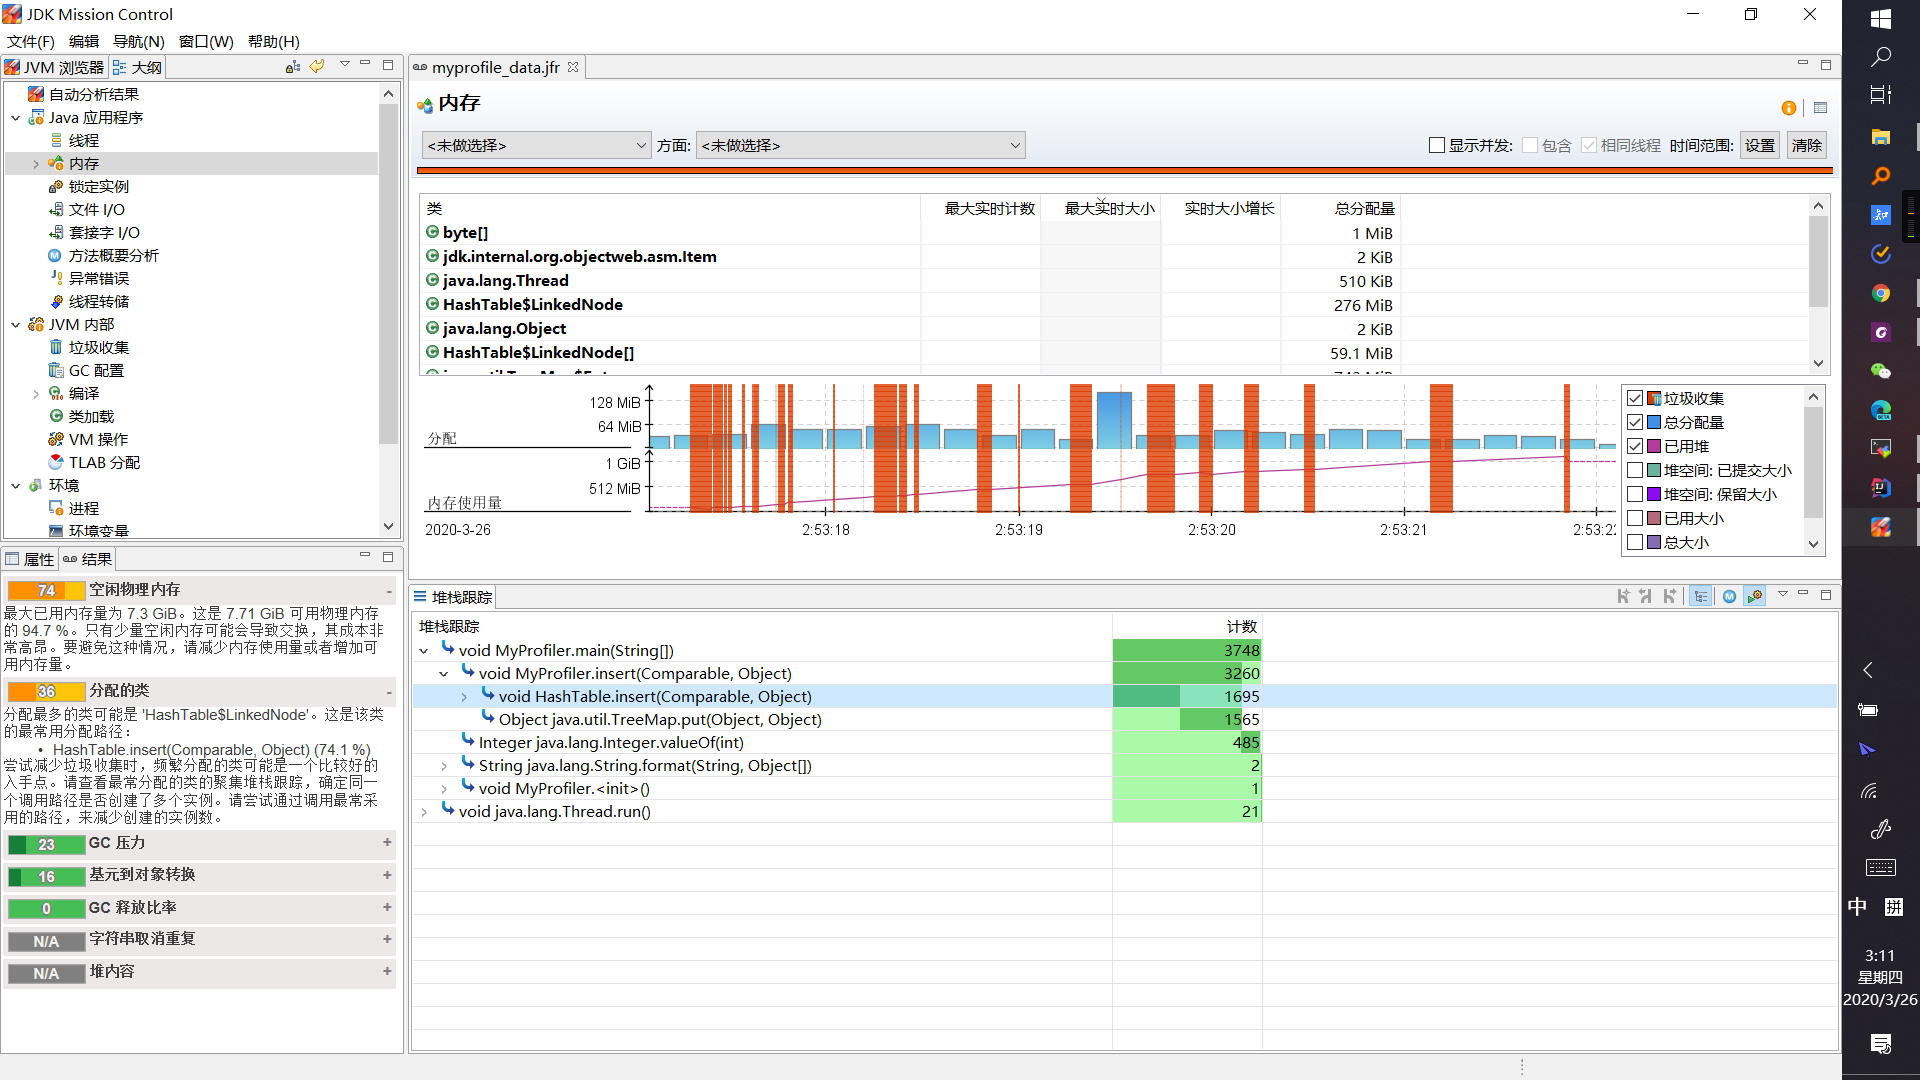 JDK Mission Control
文件(F) 编辑 导航(N) 窗口(W) 帮助(H)
JVM 浏览器 大纲
自动分析结果
Java 应用程序
线程
内存
锁定实例
文件 I/O
套接字 I/O
方法概要分析
异常错误
线程转储
JVM 内部
垃圾收集
GC 配置
编译
类加载
VM 操作
TLAB 分配
环境
进程
环境变量
属性 结果
74 空闲物理内存 -
最大已用内存量为 7.3 GiB。这是 7.71 GiB 可用物理内存
的 94.7 %。只有少量空闲内存可能会导致交换，其成本非
常高昂。要避免这种情况，请减少内存使用量或者增加可
用内存量。
36 分配的类 -
分配最多的类可能是 'HashTable$LinkedNode'。这是该类
的最常用分配路径：
• HashTable.insert(Comparable, Object) (74.1 %)
尝试减少垃圾收集时，频繁分配的类可能是一个比较好的
入手点。请查看最常分配的类的聚集堆栈跟踪，确定同一
个调用路径是否创建了多个实例。请尝试通过调用最常采
用的路径，来减少创建的实例数。
23 GC 压力 +
16 基元到对象转换 +
0 GC 释放比率 +
N/A 字符串取消重复 +
N/A 堆内容 +
myprofile_data.jfr
内存
<未做选择> 方面: <未做选择> 显示并发: 包含 相同线程 时间范围: 设置 清除
类 最大实时计数 最大实时大小 实时大小增长 总分配量
byte[] 1 MiB
jdk.internal.org.objectweb.asm.Item 2 KiB
java.lang.Thread 510 KiB
HashTable$LinkedNode 276 MiB
java.lang.Object 2 KiB
HashTable$LinkedNode[] 59.1 MiB
128 MiB
64 MiB
分配
1 GiB
512 MiB
内存使用量
2020-3-26 2:53:18 2:53:19 2:53:20 2:53:21 2:53:22
垃圾收集
总分配量
已用堆
堆空间: 已提交大小
堆空间: 保留大小
已用大小
总大小
堆栈跟踪
堆栈跟踪 计数
void MyProfiler.main(String[]) 3748
void MyProfiler.insert(Comparable, Object) 3260
void HashTable.insert(Comparable, Object) 1695
Object java.util.TreeMap.put(Object, Object) 1565
Integer java.lang.Integer.valueOf(int) 485
String java.lang.String.format(String, Object[]) 2
void MyProfiler.<init>() 1
void java.lang.Thread.run() 21
中 拼
3:11
星期四
2020/3/26